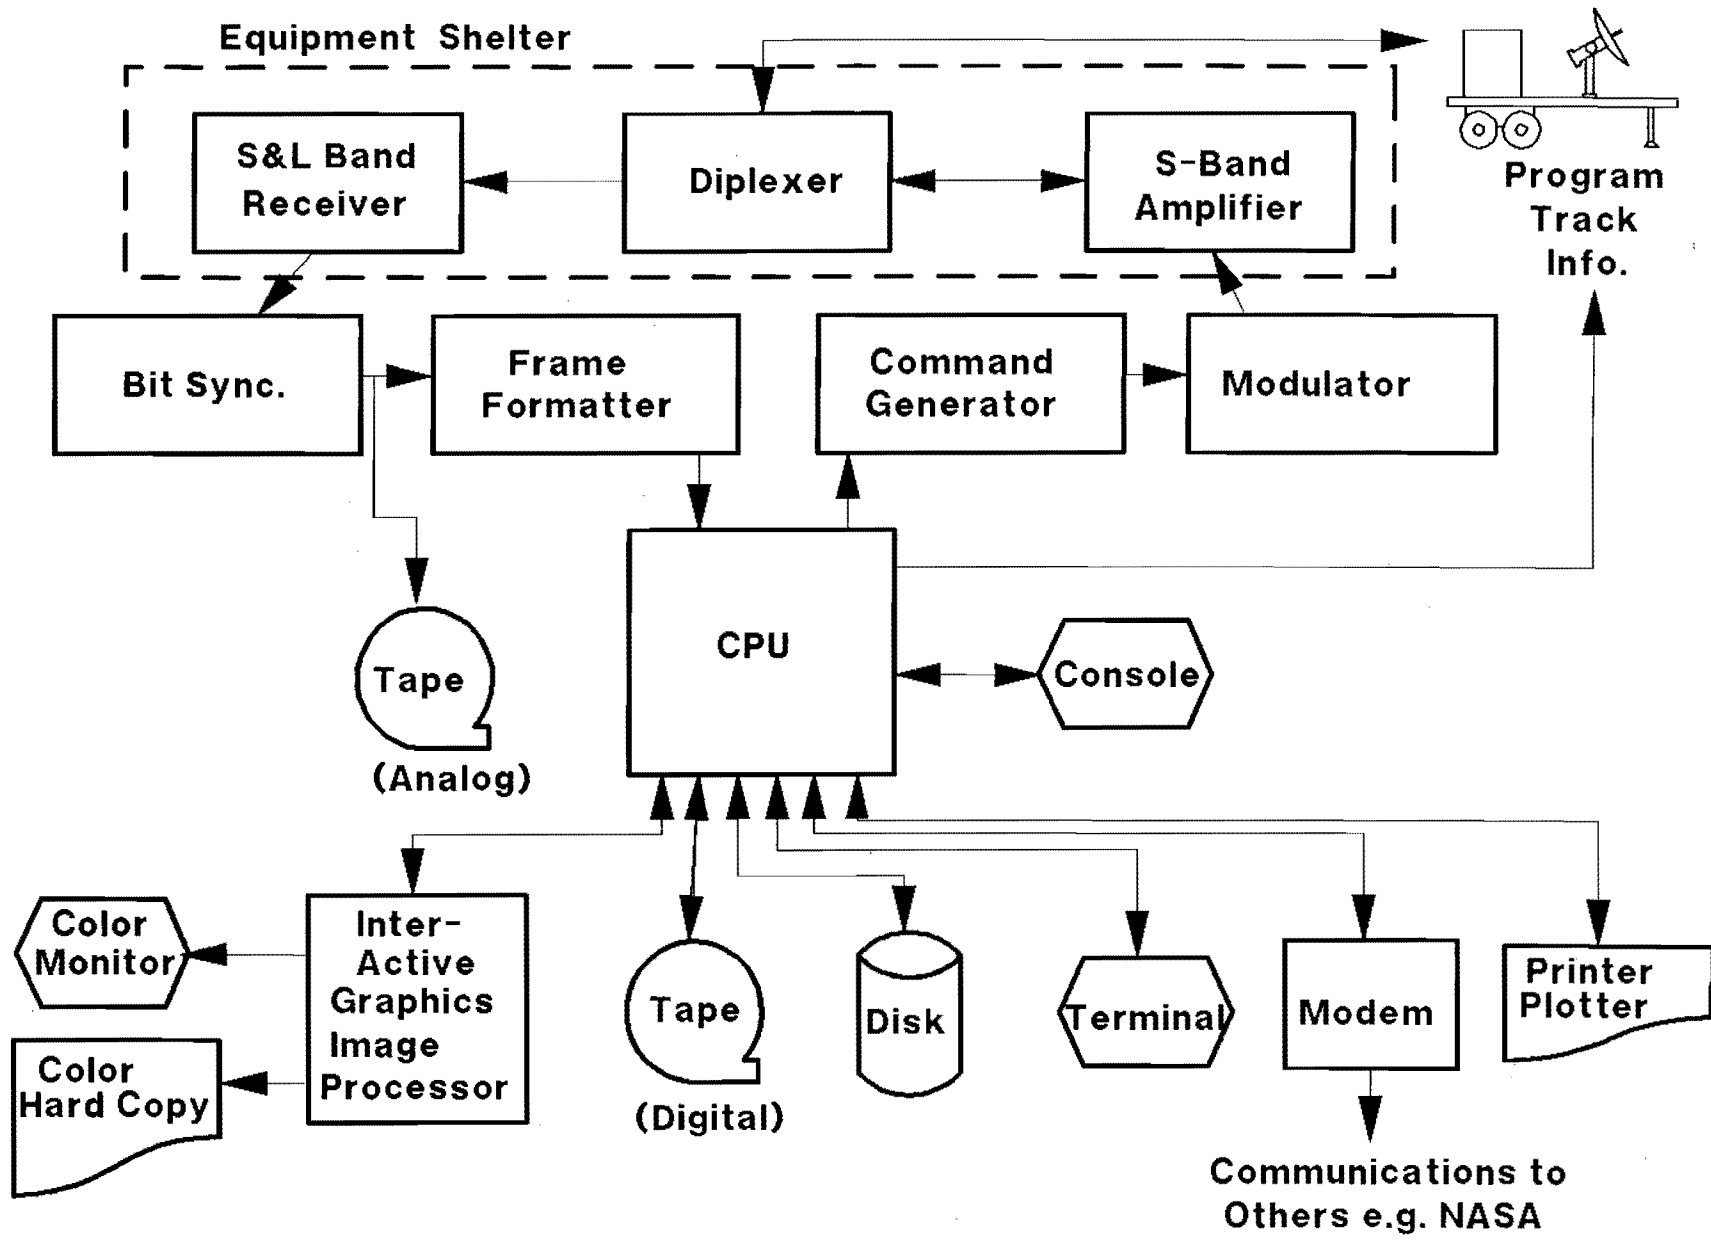 Equipment Shelter
S&L Band
Receiver
Diplexer
S-Band
Amplifier
Program
Track
Info.
Bit Sync.
Frame
Formatter
Command
Generator
Modulator
CPU
Console
Tape
(Analog)
Color
Monitor
Color
Hard Copy
Inter-
Active
Graphics
Image
Processor
Tape
(Digital)
Disk
Terminal
Modem
Printer
Plotter
Communications to
Others e.g. NASA